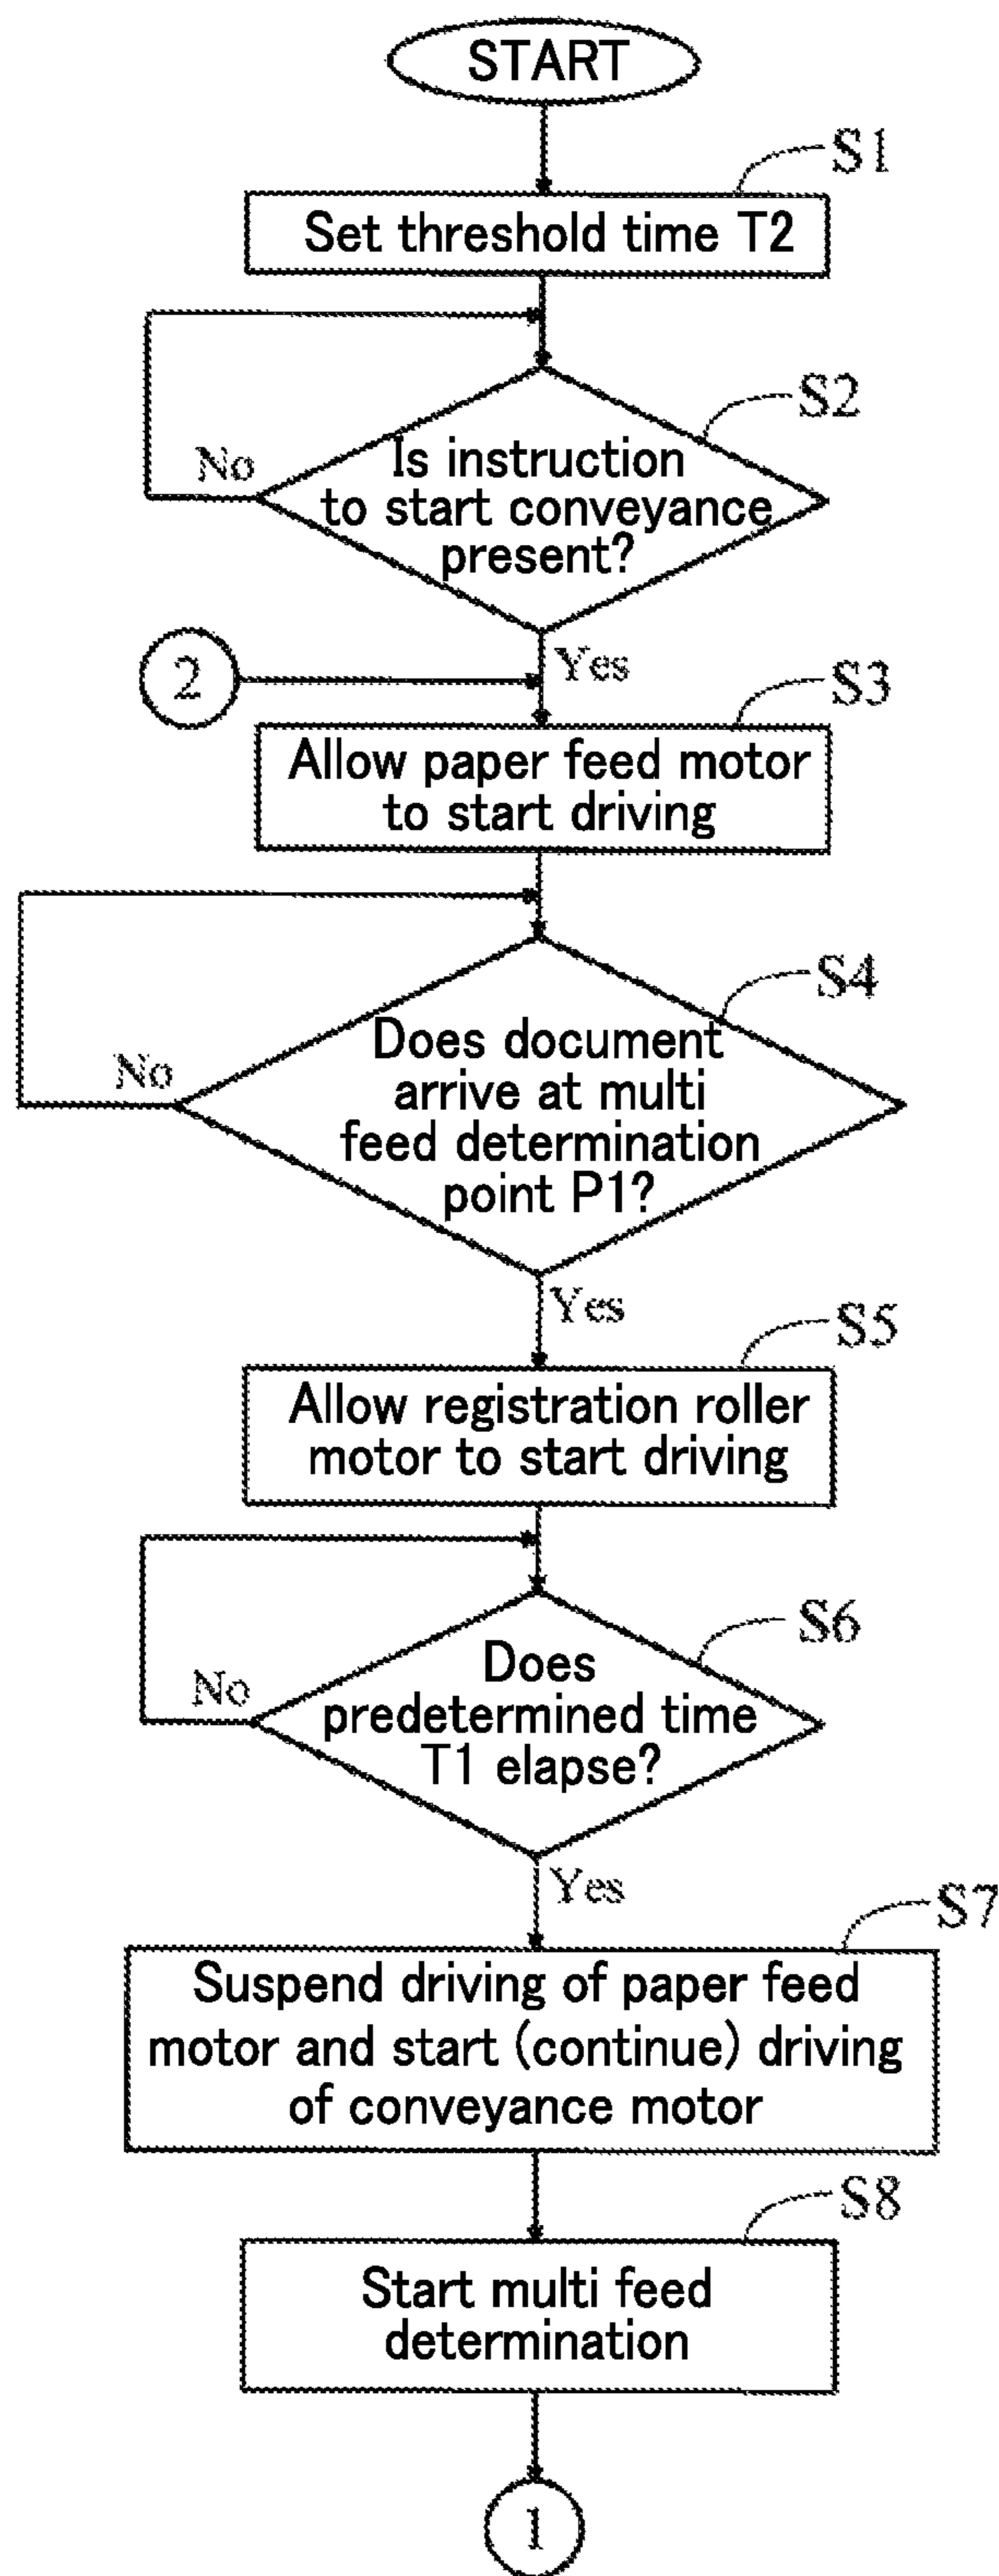 START
S1
Set threshold time T2
S2
Is instruction
to start conveyance
present?
No
Yes
2
S3
Allow paper feed motor
to start driving
S4
Does document
arrive at multi
feed determination
point P1?
No
Yes
S5
Allow registration roller
motor to start driving
S6
Does
predetermined time
T1 elapse?
No
Yes
S7
Suspend driving of paper feed
motor and start (continue) driving
of conveyance motor
S8
Start multi feed
determination
1